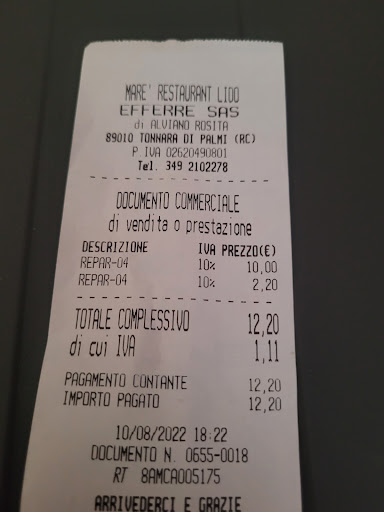 MARE' RESTAURANT LIDO
EFFERRE SAS
di ALVIANO ROSITA
89010 TONNARA DI PALMI (RC)
P IVA 02620490801
Tel. 349 2102278
DOCUMENTO COMMERCIALE
di vendita o prestazione
DESCRIZIONE IVA PREZZO(€)
REPAR-04 10% 10,00
REPAR-04 10% 2,20
TOTALE COMPLESSIVO 12,20
di cui IVA 1,11
PAGAMENTO CONTANTE 12,20
IMPORTO PAGATO 12,20
10/08/2022 18:22
DOCUMENTO N. 0655-0018
RT 8AMCA005175
ARRIVEDERCI E GRAZIE